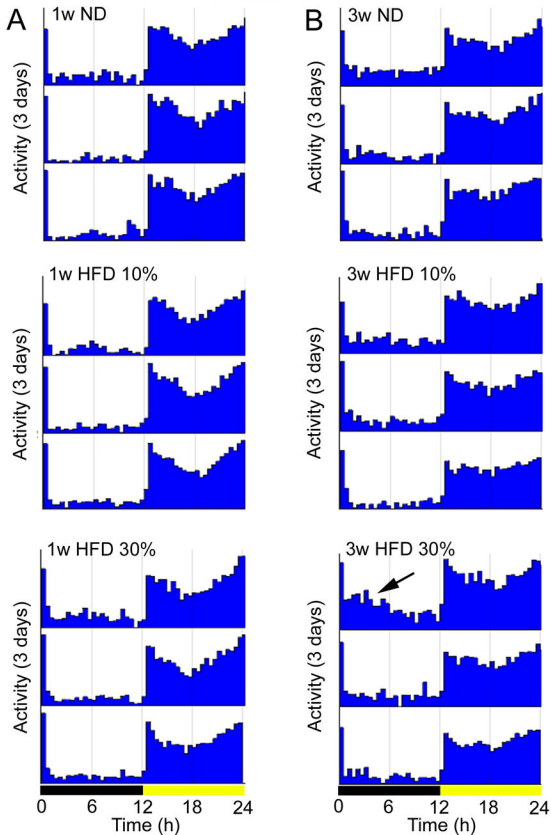 A
1w ND
Activity (3 days)
1w HFD 10%
Activity (3 days)
1w HFD 30%
Activity (3 days)
0 6 12 18 24
Time (h)
B
3w ND
Activity (3 days)
3w HFD 10%
Activity (3 days)
3w HFD 30%
Activity (3 days)
0 6 12 18 24
Time (h)